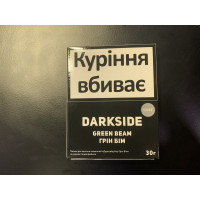 Куріння
вбиває
DARKSIDE
GREEN BEAM
ГРІН БІМ
30г